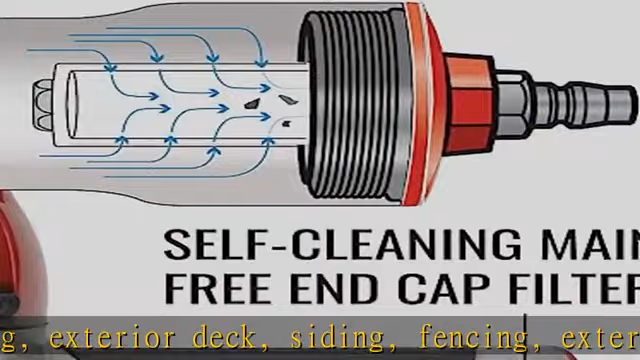 SELF-CLEANING MAIN
FREE END CAP FILTER
g, exterior deck, siding, fencing, exter